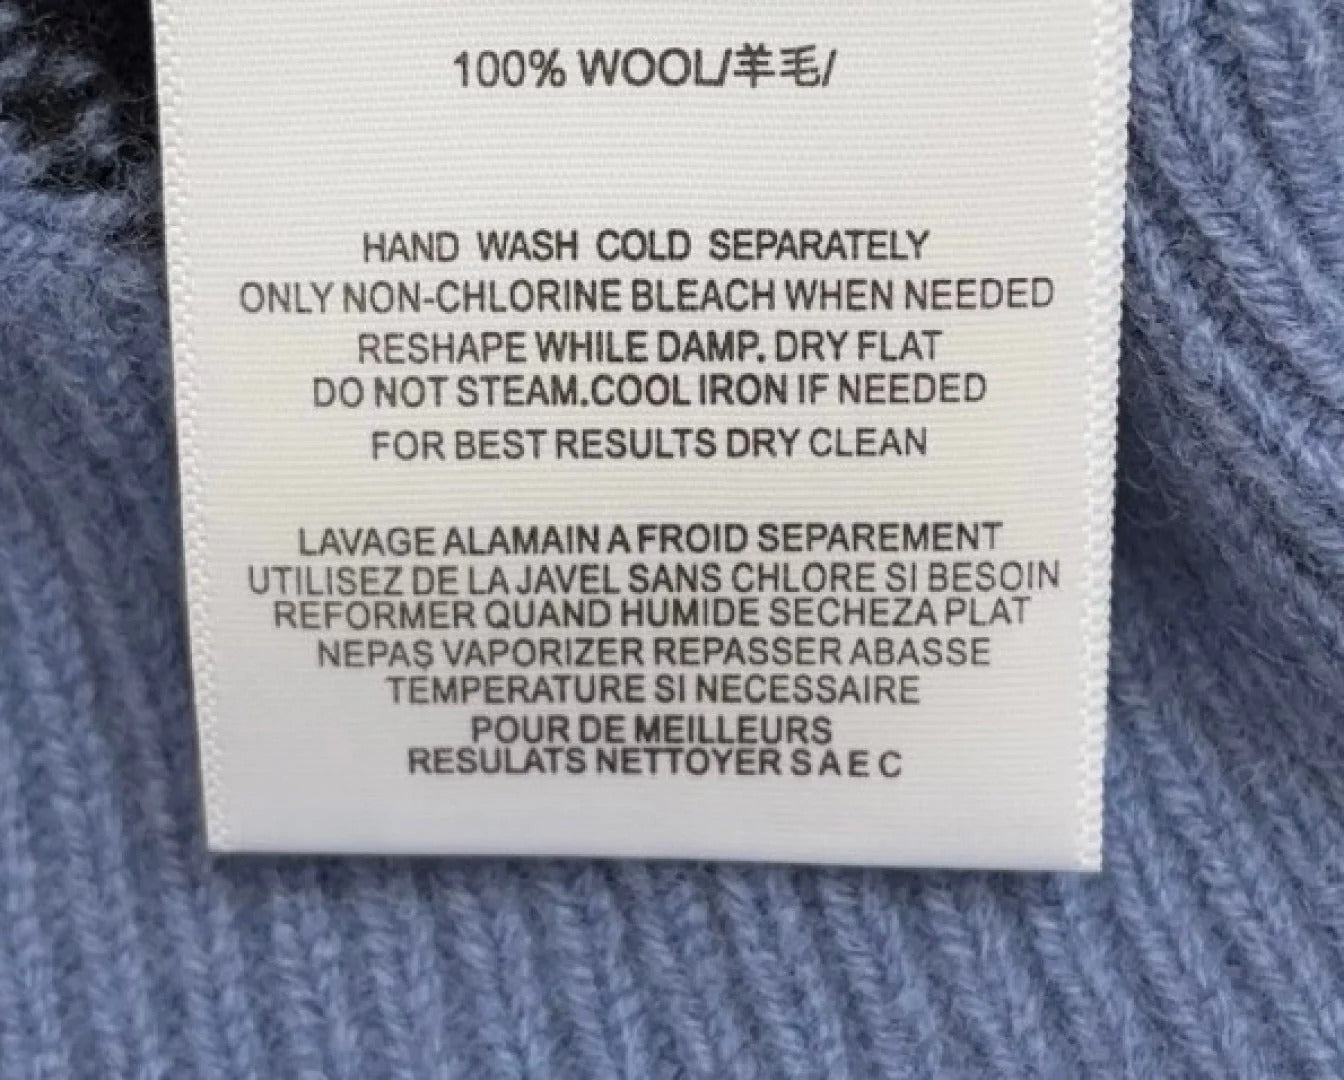 100% WOOL/羊毛/
HAND WASH COLD SEPARATELY
ONLY NON-CHLORINE BLEACH WHEN NEEDED
RESHAPE WHILE DAMP. DRY FLAT
DO NOT STEAM.COOL IRON IF NEEDED
FOR BEST RESULTS DRY CLEAN
LAVAGE ALAMAIN A FROID SEPAREMENT
UTILISEZ DE LA JAVEL SANS CHLORE SI BESOIN
REFORMER QUAND HUMIDE SECHEZA PLAT
NEPAS VAPORIZER REPASSER ABASSE
TEMPERATURE SI NECESSAIRE
POUR DE MEILLEURS
RESULATS NETTOYER S A E C